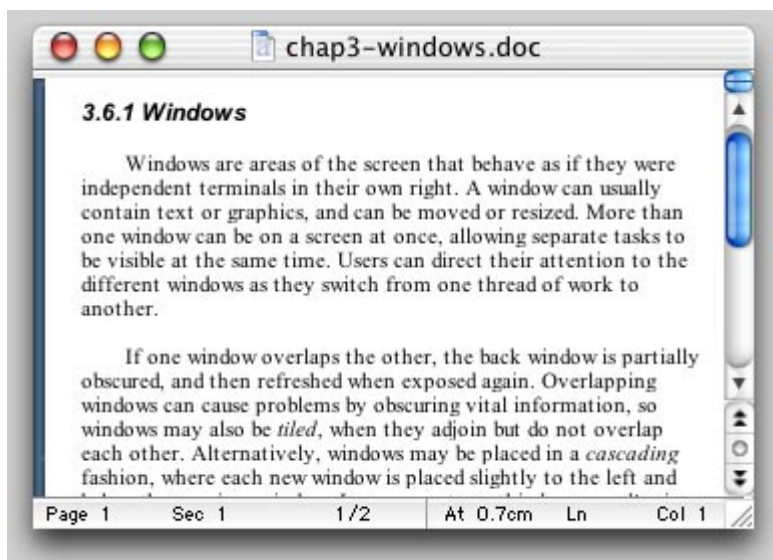 chap3-windows.doc
3.6.1 Windows
Windows are areas of the screen that behave as if they were
independent terminals in their own right. A window can usually
contain text or graphics, and can be moved or resized. More than
one window can be on a screen at once, allowing separate tasks to
be visible at the same time. Users can direct their attention to the
different windows as they switch from one thread of work to
another.
If one window overlaps the other, the back window is partially
obscured, and then refreshed when exposed again. Overlapping
windows can cause problems by obscuring vital information, so
windows may also be tiled, when they adjoin but do not overlap
each other. Alternatively, windows may be placed in a cascading
fashion, where each new window is placed slightly to the left and
Page 1 Sec 1 1/2 At 0.7cm Ln Col 1